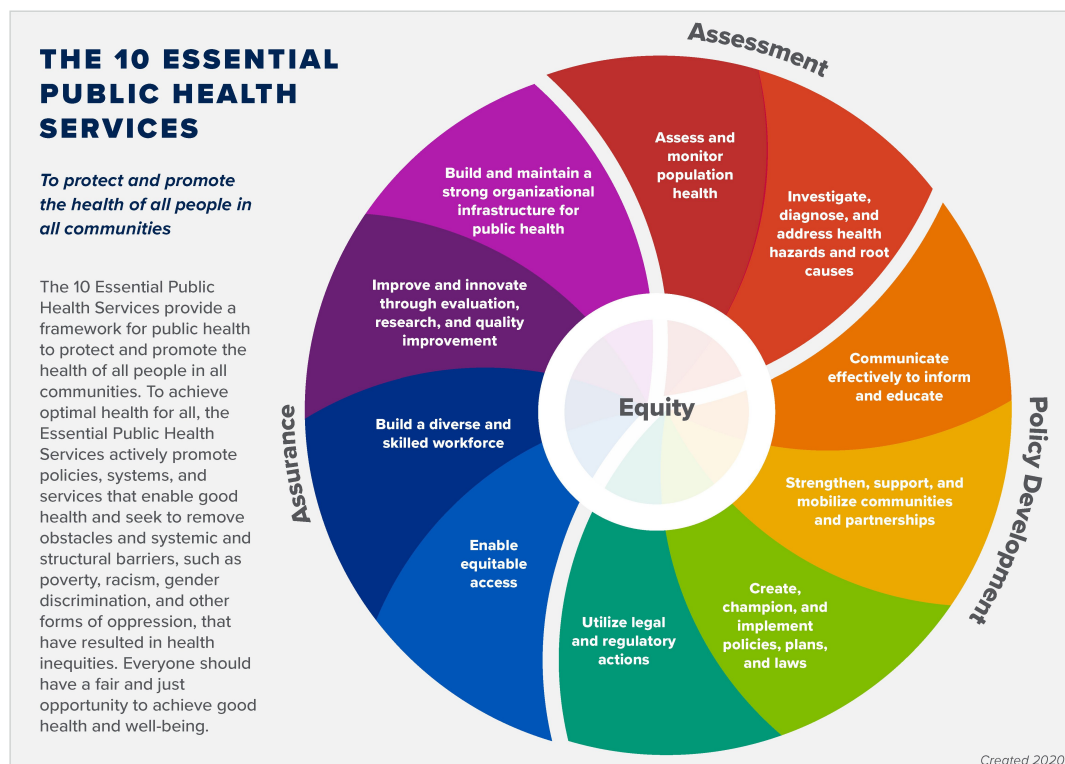 THE 10 ESSENTIAL
PUBLIC HEALTH
SERVICES
To protect and promote
the health of all people in
all communities
The 10 Essential Public
Health Services provide a
framework for public health
to protect and promote the
health of all people in all
communities. To achieve
optimal health for all, the
Essential Public Health
Services actively promote
policies, systems, and
services that enable good
health and seek to remove
obstacles and systemic and
structural barriers, such as
poverty, racism, gender
discrimination, and other
forms of oppression, that
have resulted in health
inequities. Everyone should
have a fair and just
opportunity to achieve good
health and well-being.
Assessment
Assess and
monitor
population
health
Investigate,
diagnose, and
address health
hazards and root
causes
Policy Development
Communicate
effectively to inform
and educate
Strengthen, support, and
mobilize communities
and partnerships
Create,
champion, and
implement
policies, plans,
and laws
Utilize legal
and regulatory
actions
Assurance
Enable
equitable
access
Build a diverse and
skilled workforce
Improve and innovate
through evaluation,
research, and quality
improvement
Build and maintain a
strong organizational
infrastructure for
public health
Equity
Created 2020